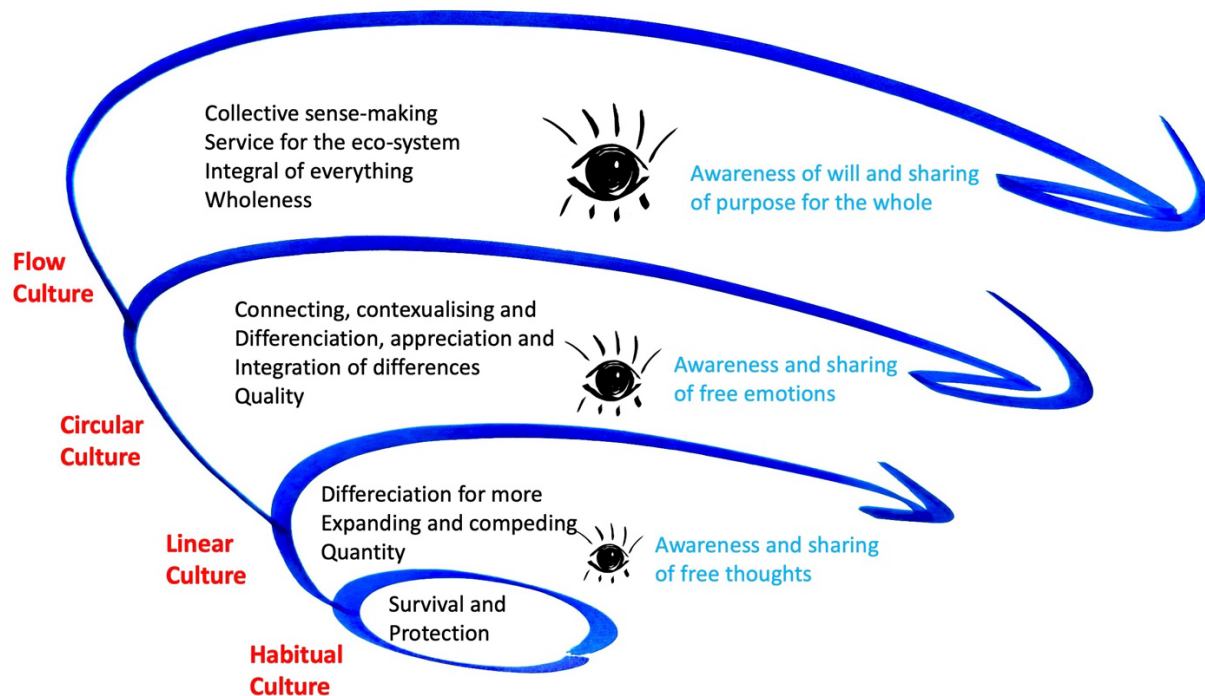 Collective sense-making
Service for the eco-system
Integral of everything
Wholeness
Awareness of will and sharing
of purpose for the whole
Flow
Culture
Connecting, contexualising and
Differenciation, appreciation and
Integration of differences
Quality
Awareness and sharing
of free emotions
Circular
Culture
Differeciation for more
Expanding and compeding
Quantity
Awareness and sharing
of free thoughts
Linear
Culture
Survival and
Protection
Habitual
Culture